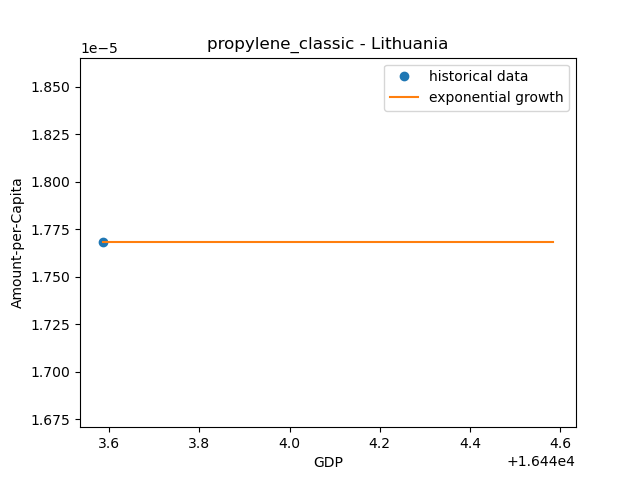 propylene_classic - Lithuania
1e−5
historical data
exponential growth
1.850
1.825
1.800
1.775
1.750
1.725
1.700
1.675
Amount-per-Capita
3.6 3.8 4.0 4.2 4.4 4.6
+1.644e4
GDP